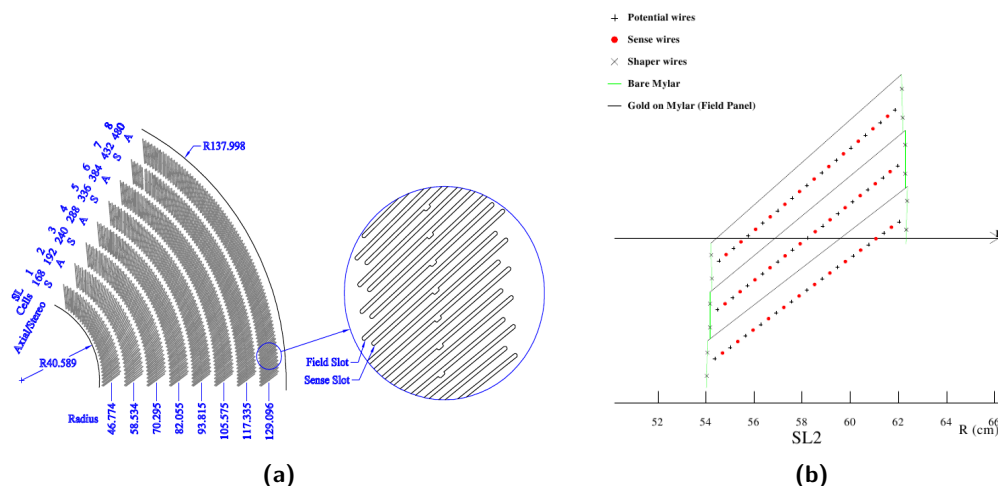 SL 1 2 3 4 5 6 7 8
Cells 168 192 240 288 336 384 432 480
Axial/Stereo S A S A S A S A
R137.998
R40.589
Field Slot
Sense Slot
Radius 46.774 58.534 70.295 82.055 93.815 105.575 117.335 129.096
(a)
Potential wires
Sense wires
Shaper wires
Bare Mylar
Gold on Mylar (Field Panel)
52 54 56 58 60 62 64 66
SL2 R (cm)
(b)